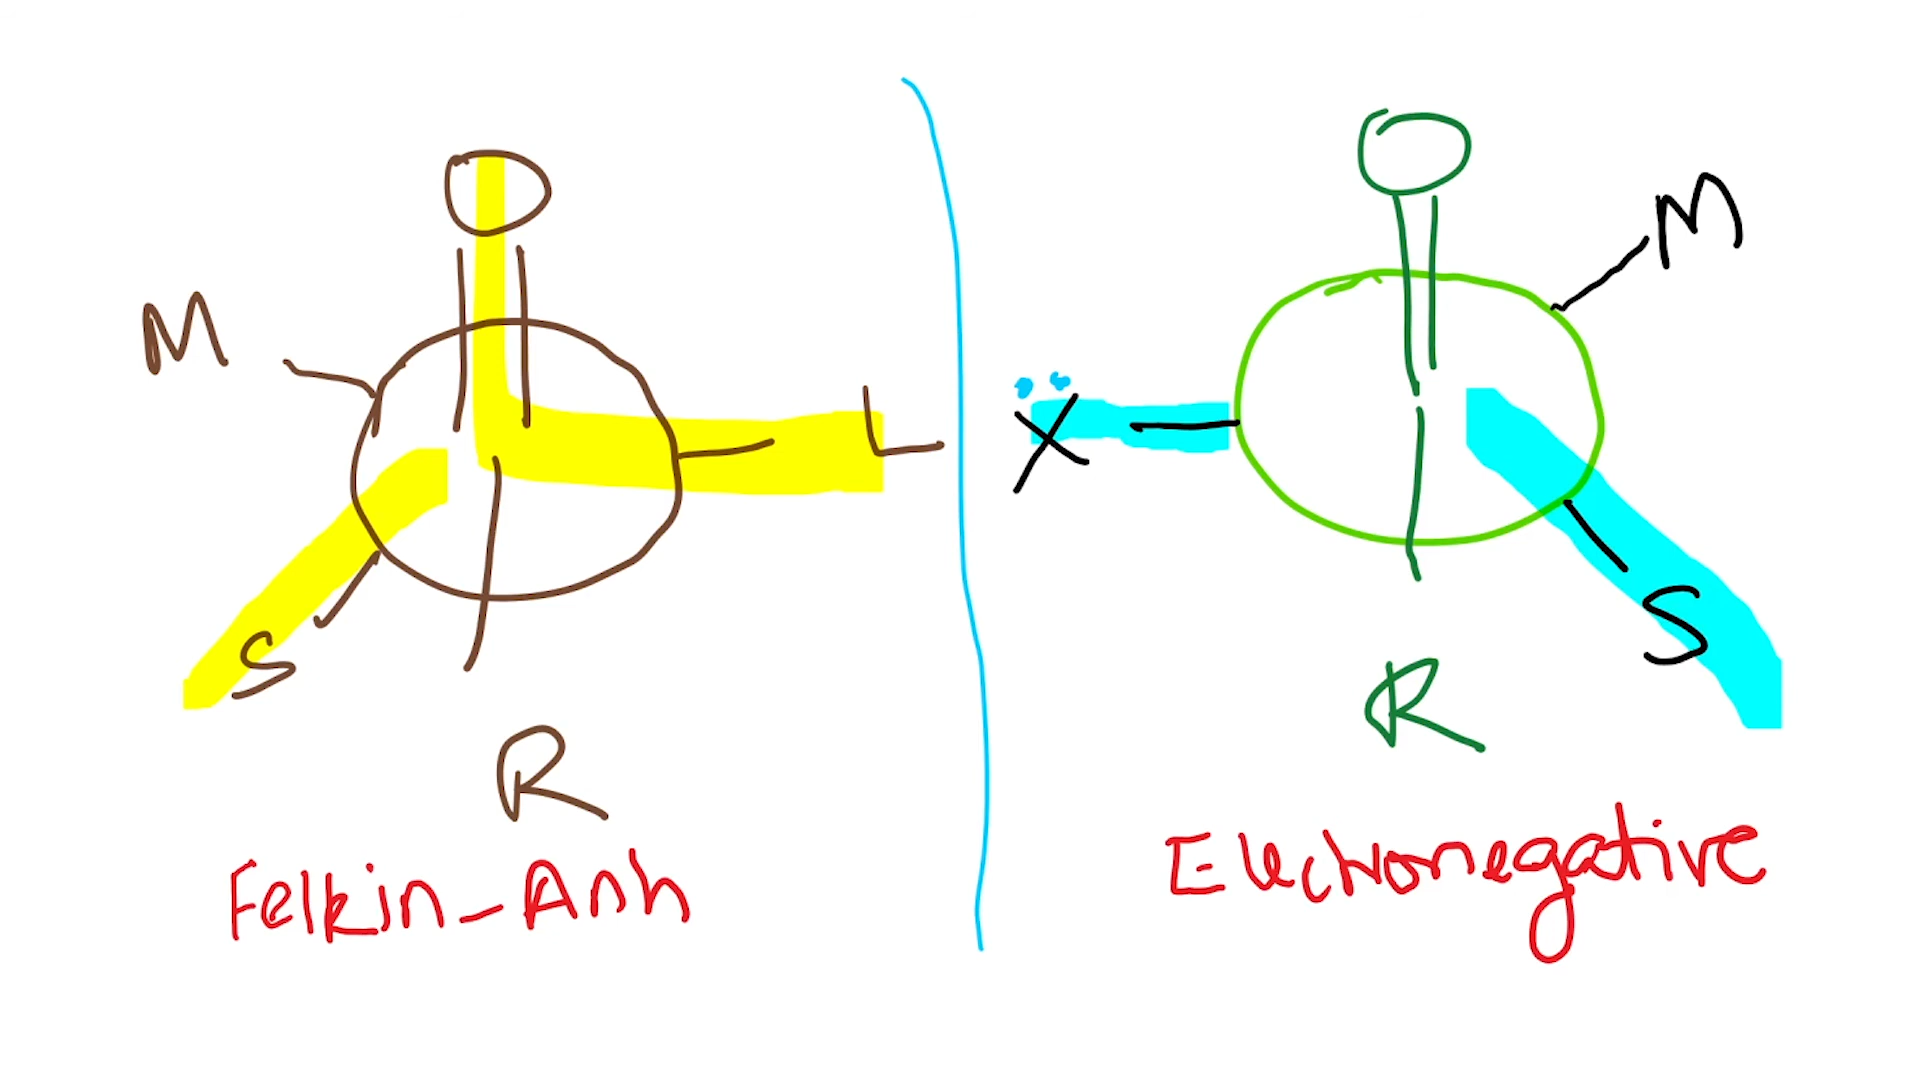 O
M
L
S
R
Felkin-Anh
O
M
X
S
R
Electronegative